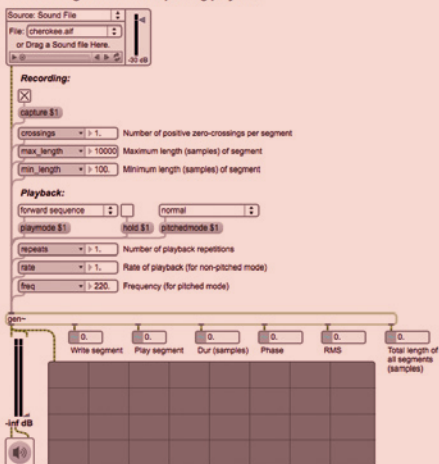 Source: Sound File
File: cherokee.aif
or Drag a Sound file Here.
-30 dB
Recording:
capture $1
crossings 1. Number of positive zero-crossings per segment
max_length 10000 Maximum length (samples) of segment
min_length 100. Minimum length (samples) of segment
Playback:
forward sequence normal
playmode $1 hold $1 pitchedmode $1
repeats 1. Number of playback repetitions
rate 1. Rate of playback (for non-pitched mode)
freq 220. Frequency (for pitched mode)
gen~
0. 0. 0. 0. 0. 0.
Write segment Play segment Dur (samples) Phase RMS Total length of
all segments
(samples)
-inf dB